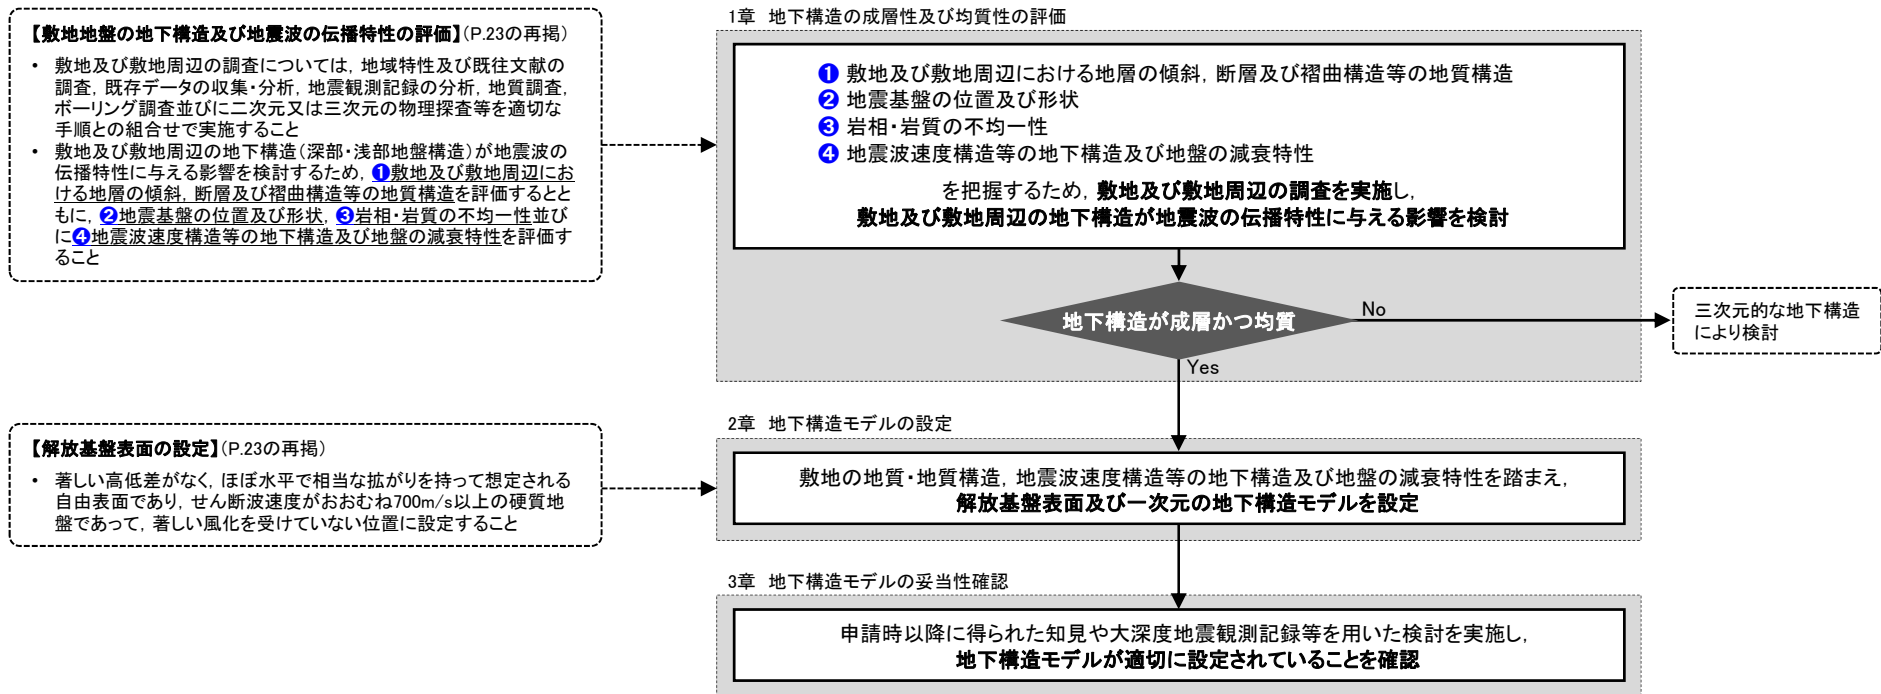 【敷地地盤の地下構造及び地震波の伝播特性の評価】(P.23の再掲)
• 敷地及び敷地周辺の調査については，地域特性及び既往文献の
調査，既存データの収集・分析，地震観測記録の分析，地質調査，
ボーリング調査並びに二次元又は三次元の物理探査等を適切な
手順との組合せで実施すること
• 敷地及び敷地周辺の地下構造(深部・浅部地盤構造)が地震波の
伝播特性に与える影響を検討するため，❶敷地及び敷地周辺にお
ける地層の傾斜，断層及び褶曲構造等の地質構造を評価するとと
もに，❷地震基盤の位置及び形状，❸岩相・岩質の不均一性並び
に❹地震波速度構造等の地下構造及び地盤の減衰特性を評価す
ること
1章 地下構造の成層性及び均質性の評価
❶ 敷地及び敷地周辺における地層の傾斜，断層及び褶曲構造等の地質構造
❷ 地震基盤の位置及び形状
❸ 岩相・岩質の不均一性
❹ 地震波速度構造等の地下構造及び地盤の減衰特性
を把握するため，敷地及び敷地周辺の調査を実施し，
敷地及び敷地周辺の地下構造が地震波の伝播特性に与える影響を検討
地下構造が成層かつ均質
No
三次元的な地下構造
により検討
Yes
【解放基盤表面の設定】(P.23の再掲)
• 著しい高低差がなく，ほぼ水平で相当な拡がりを持って想定される
自由表面であり，せん断波速度がおおむね700m/s以上の硬質地
盤であって，著しい風化を受けていない位置に設定すること
2章 地下構造モデルの設定
敷地の地質・地質構造，地震波速度構造等の地下構造及び地盤の減衰特性を踏まえ，
解放基盤表面及び一次元の地下構造モデルを設定
3章 地下構造モデルの妥当性確認
申請時以降に得られた知見や大深度地震観測記録等を用いた検討を実施し，
地下構造モデルが適切に設定されていることを確認